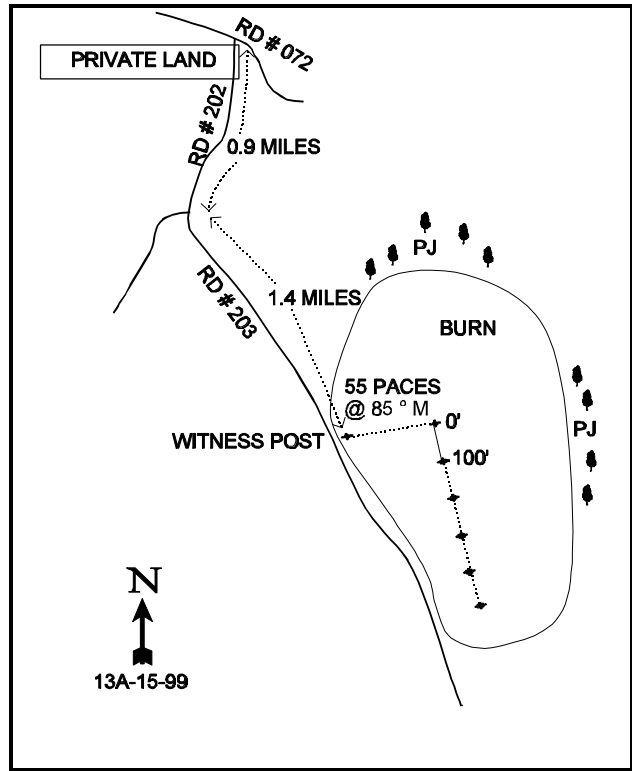 RD # 072
PRIVATE LAND
RD # 202
0.9 MILES
PJ
1.4 MILES
RD # 203
BURN
55 PACES
@ 85 ° M
0'
PJ
WITNESS POST
100'
N
13A-15-99